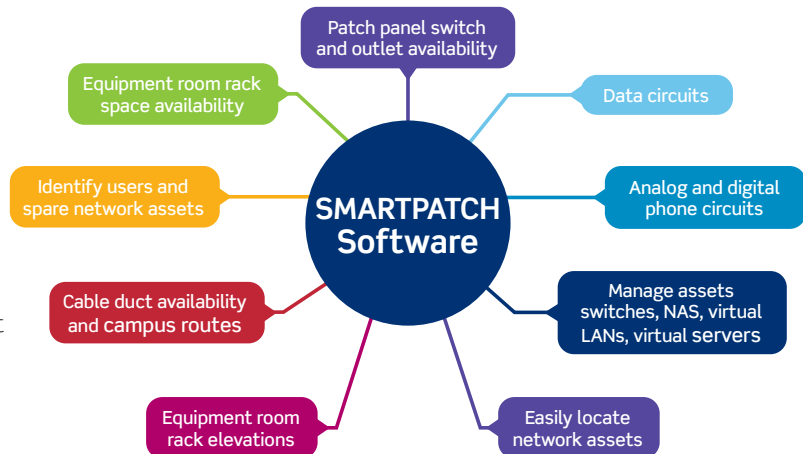 Patch panel switch
and outlet availability
Equipment room rack
space availability
Data circuits
Identify users and
spare network assets
SMARTPATCH
Software
Analog and digital
phone circuits
Cable duct availability
and campus routes
Manage assets
switches, NAS, virtual
LANs, virtual servers
Equipment room
rack elevations
Easily locate
network assets